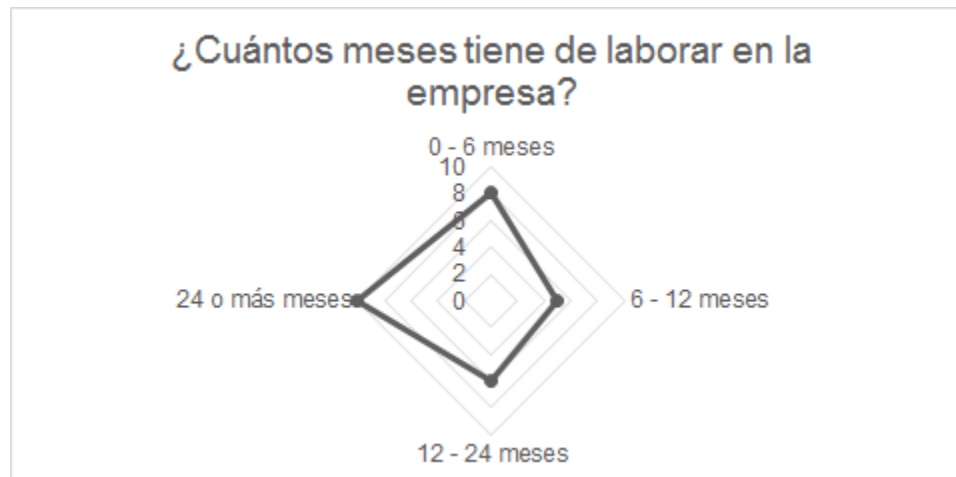 ¿Cuántos meses tiene de laborar en la
empresa?
0 - 6 meses
10
8
6
4
2
0
24 o más meses
6 - 12 meses
12 - 24 meses